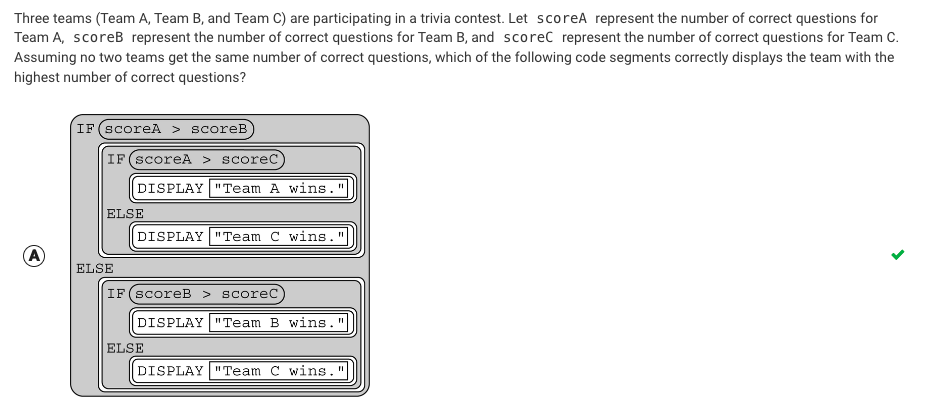 Three teams (Team A, Team B, and Team C) are participating in a trivia contest. Let scoreA represent the number of correct questions for
Team A, scoreB represent the number of correct questions for Team B, and scoreC represent the number of correct questions for Team C.
Assuming no two teams get the same number of correct questions, which of the following code segments correctly displays the team with the
highest number of correct questions?
IF scoreA > scoreB
IF scoreA > scoreC
DISPLAY "Team A wins."
ELSE
DISPLAY "Team C wins."
A
ELSE
IF scoreB > scoreC
DISPLAY "Team B wins."
ELSE
DISPLAY "Team C wins."